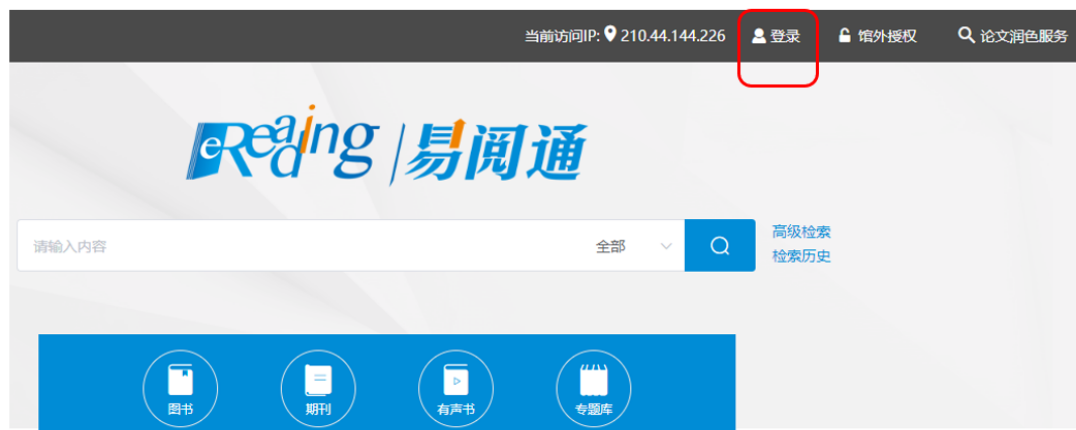 当前访问IP: 210.44.144.226 登录 馆外授权 论文润色服务
eReading 易阅通
请输入内容 全部 高级检索
检索历史
图书 期刊 有声书 专题库